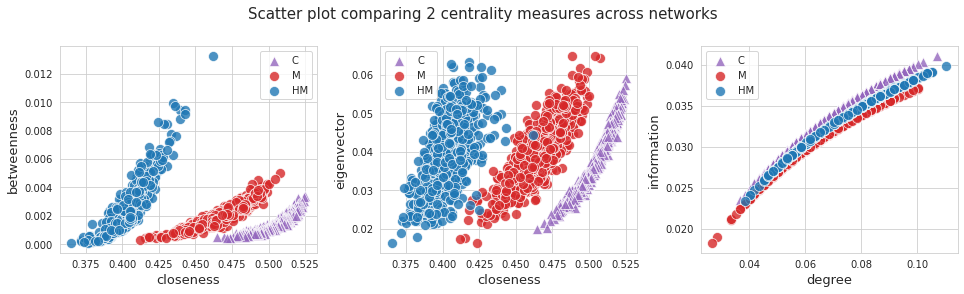 Scatter plot comparing 2 centrality measures across networks
betweenness
0.012
0.010
0.008
0.006
0.004
0.002
0.000
C
M
HM
0.375 0.400 0.425 0.450 0.475 0.500 0.525
closeness
eigenvector
0.06
0.05
0.04
0.03
0.02
C
M
HM
0.375 0.400 0.425 0.450 0.475 0.500 0.525
closeness
information
0.040
0.035
0.030
0.025
0.020
C
M
HM
0.04 0.06 0.08 0.10
degree